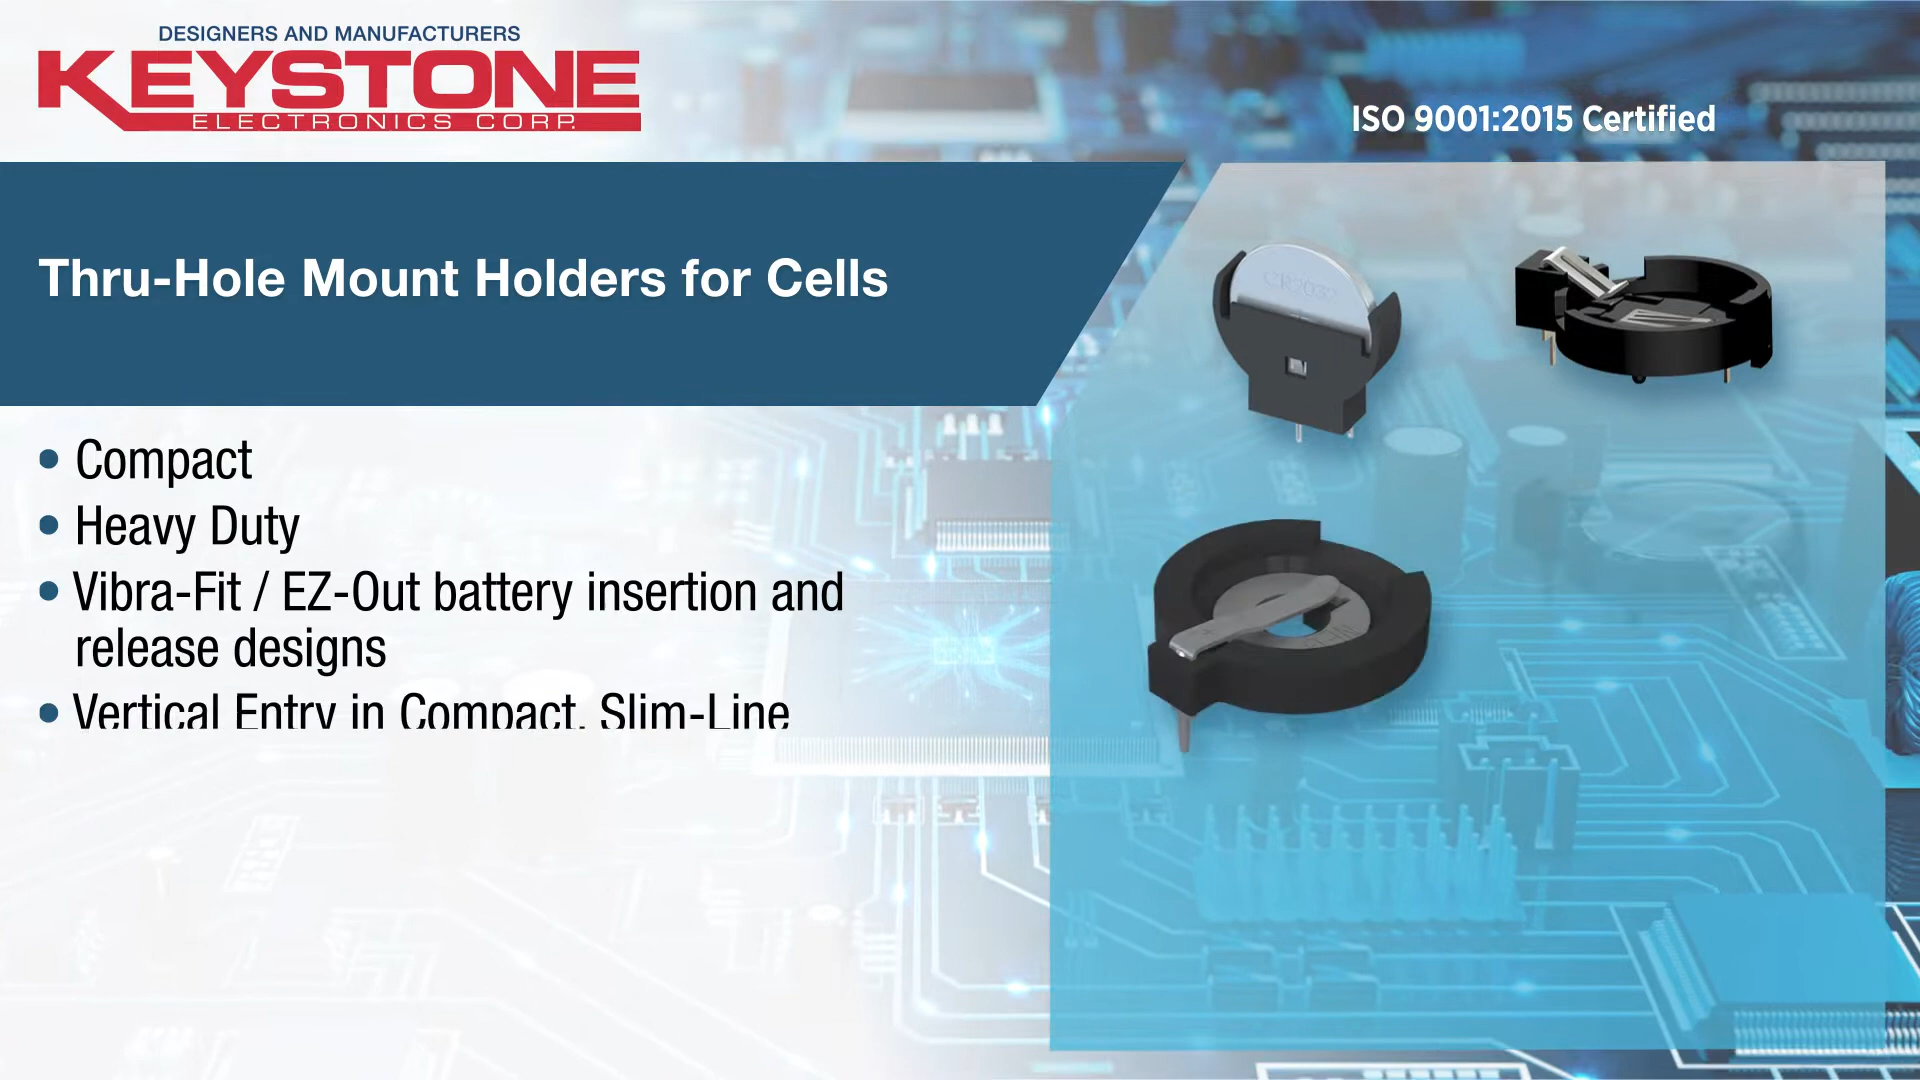 DESIGNERS AND MANUFACTURERS
KEYSTONE
ELECTRONICS CORP.
ISO 9001:2015 Certified
Thru-Hole Mount Holders for Cells
CR2032
• Compact
• Heavy Duty
• Vibra-Fit / EZ-Out battery insertion and
release designs
• Vertical Entry in Compact, Slim-Line